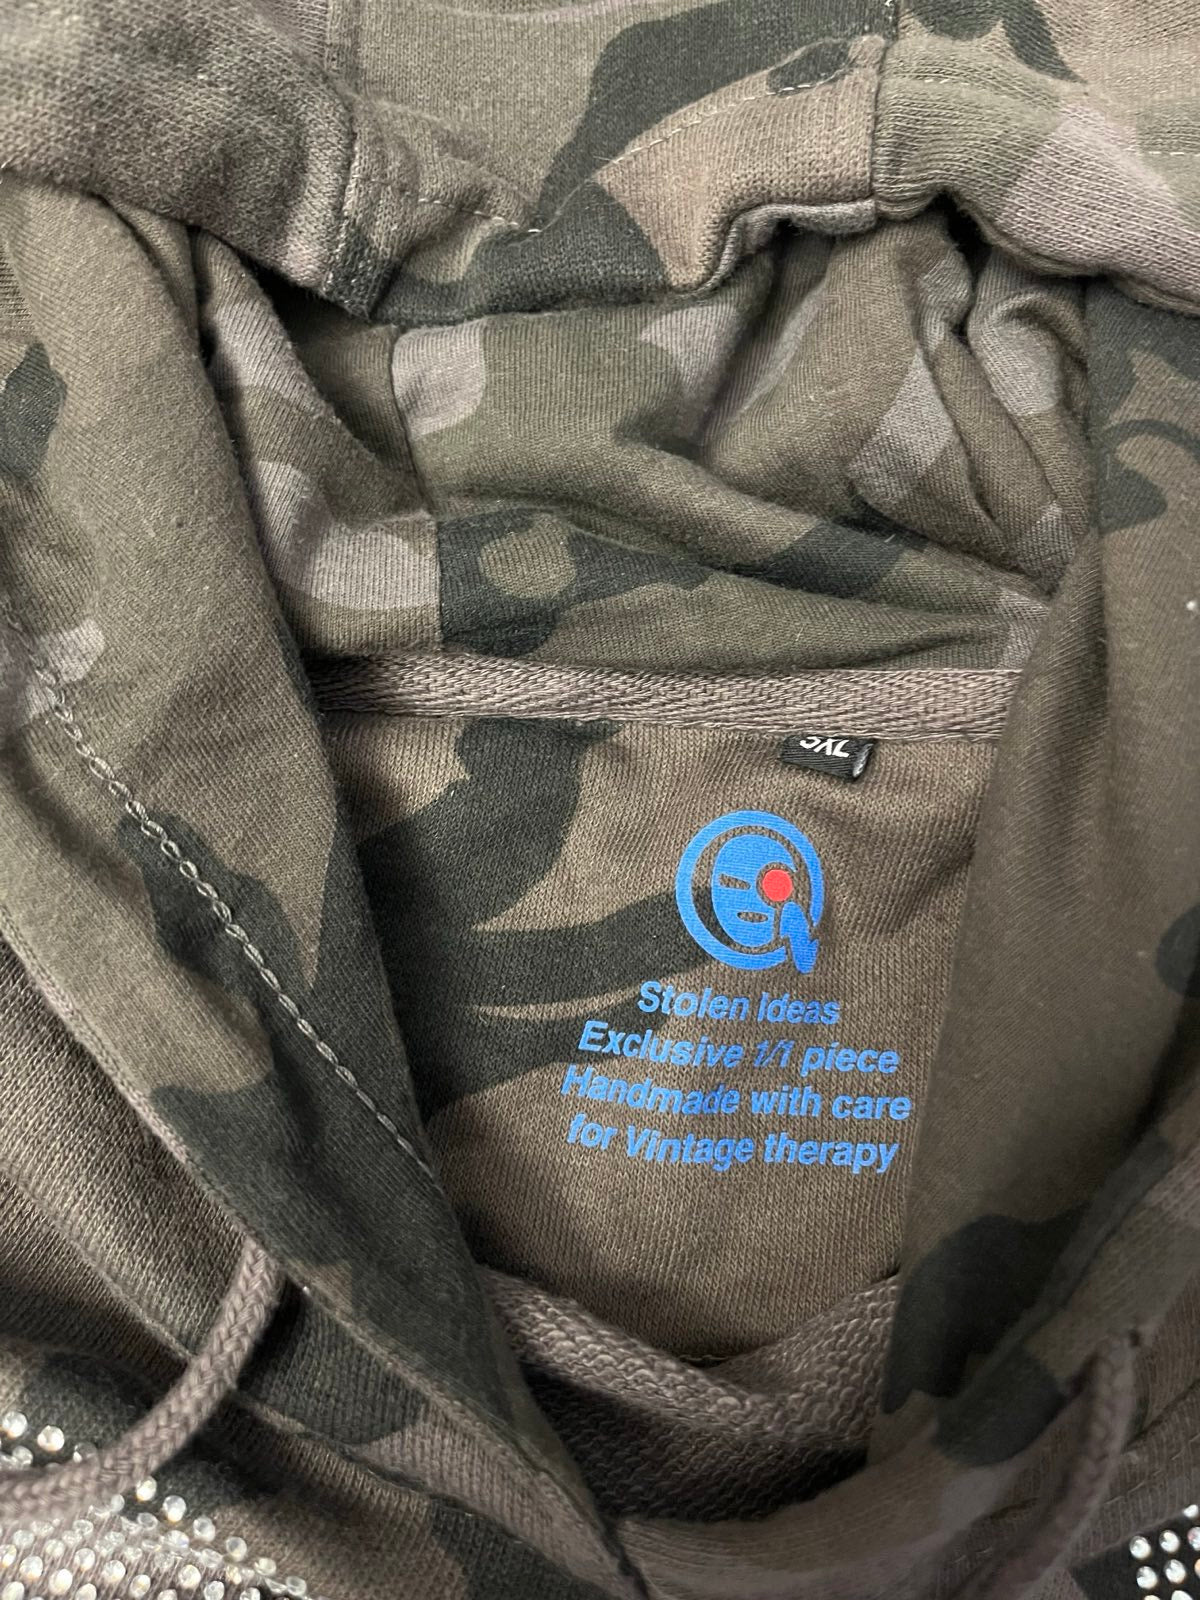 3XL
Stolen Ideas
Exclusive 1/1 piece
Handmade with care
for Vintage therapy